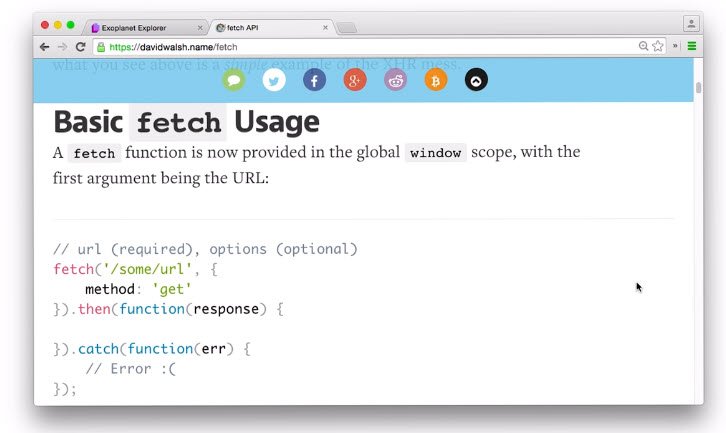 Exoplanet Explorer
fetch API
https://davidwalsh.name/fetch
what you see above is a simple example of the XHR mess.
Basic fetch Usage
A fetch function is now provided in the global window scope, with the
first argument being the URL:
// url (required), options (optional)
fetch('/some/url', {
    method: 'get'
}).then(function(response) {

}).catch(function(err) {
    // Error :(
});